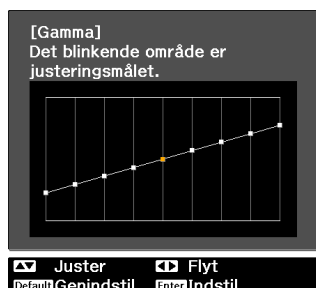 [Gamma]
Det blinkende område er
justeringsmålet.
Juster Flyt
Default Genindstil Enter Indstil